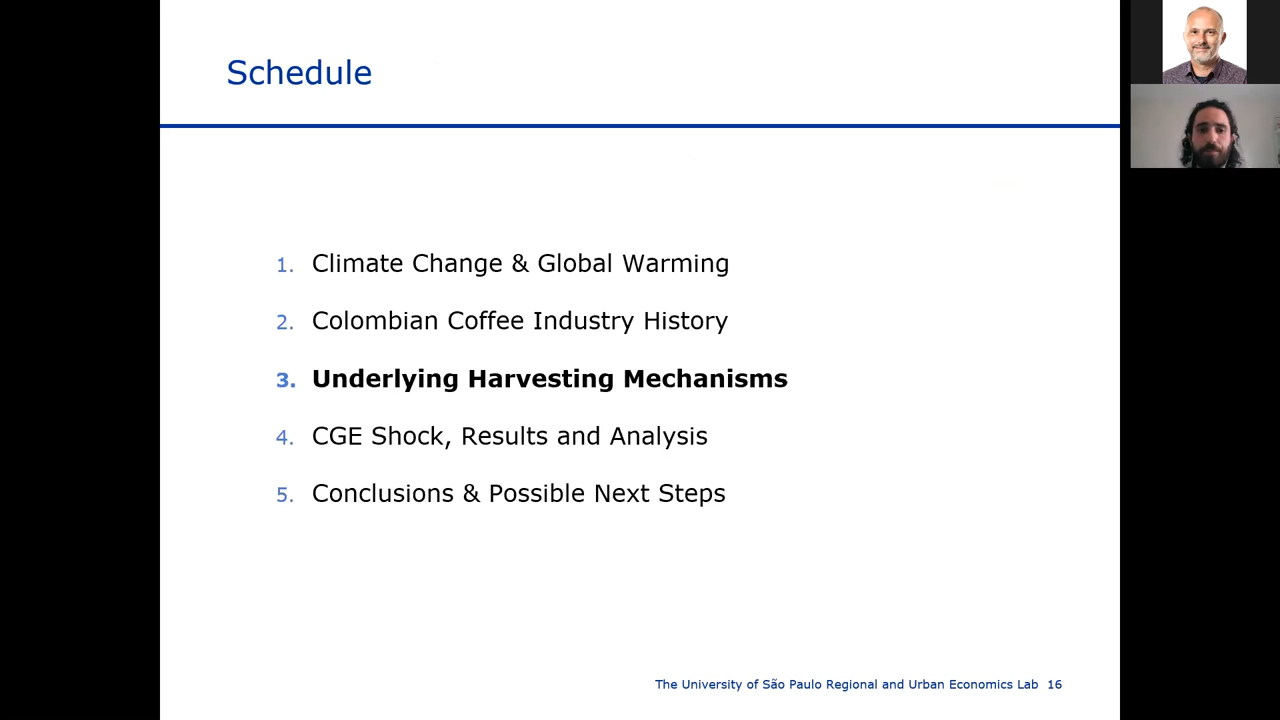 Schedule
1. Climate Change & Global Warming
2. Colombian Coffee Industry History
3. Underlying Harvesting Mechanisms
4. CGE Shock, Results and Analysis
5. Conclusions & Possible Next Steps
The University of São Paulo Regional and Urban Economics Lab 16